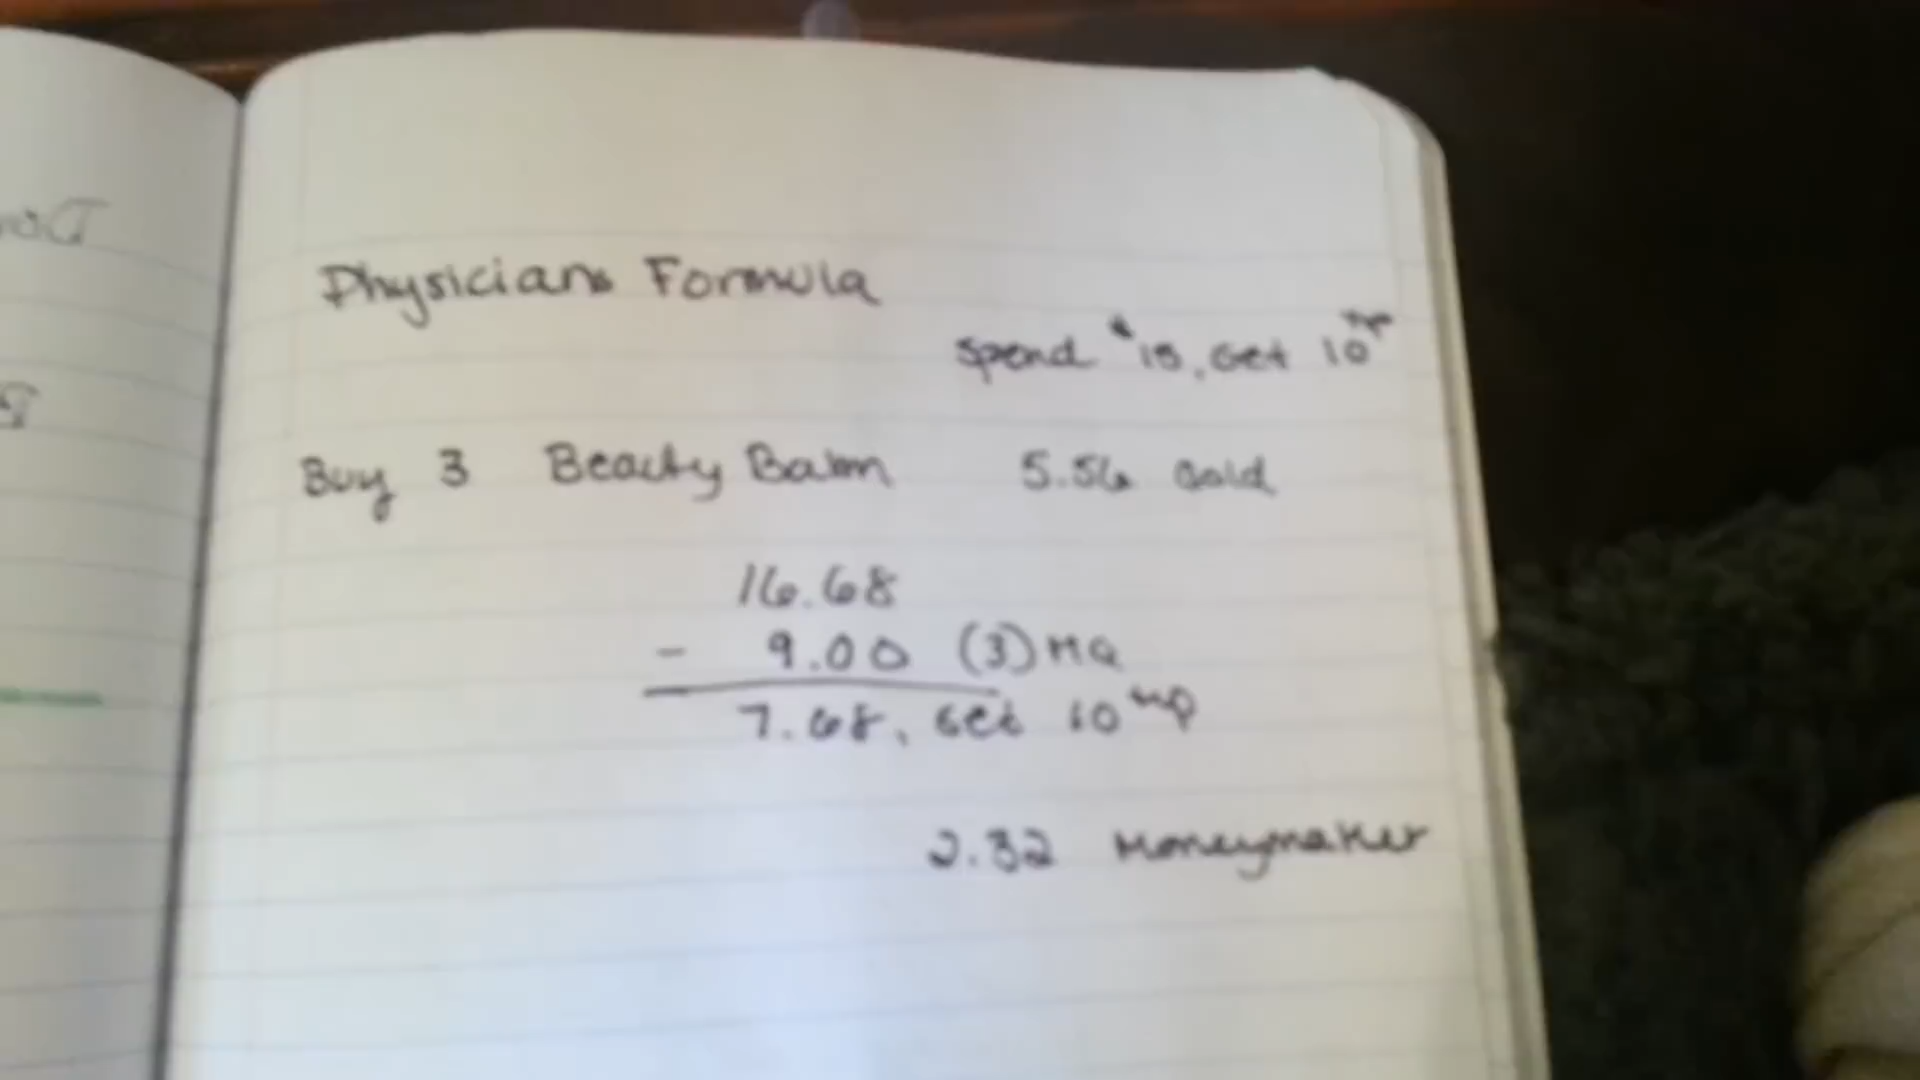 Physicians Formula
Spend $15, Get 10
Buy 3 Beauty Balm 5.56 Gold
16.68
- 9.00 (3) MQ
7.68, Get 10 up
2.32 Moneymaker